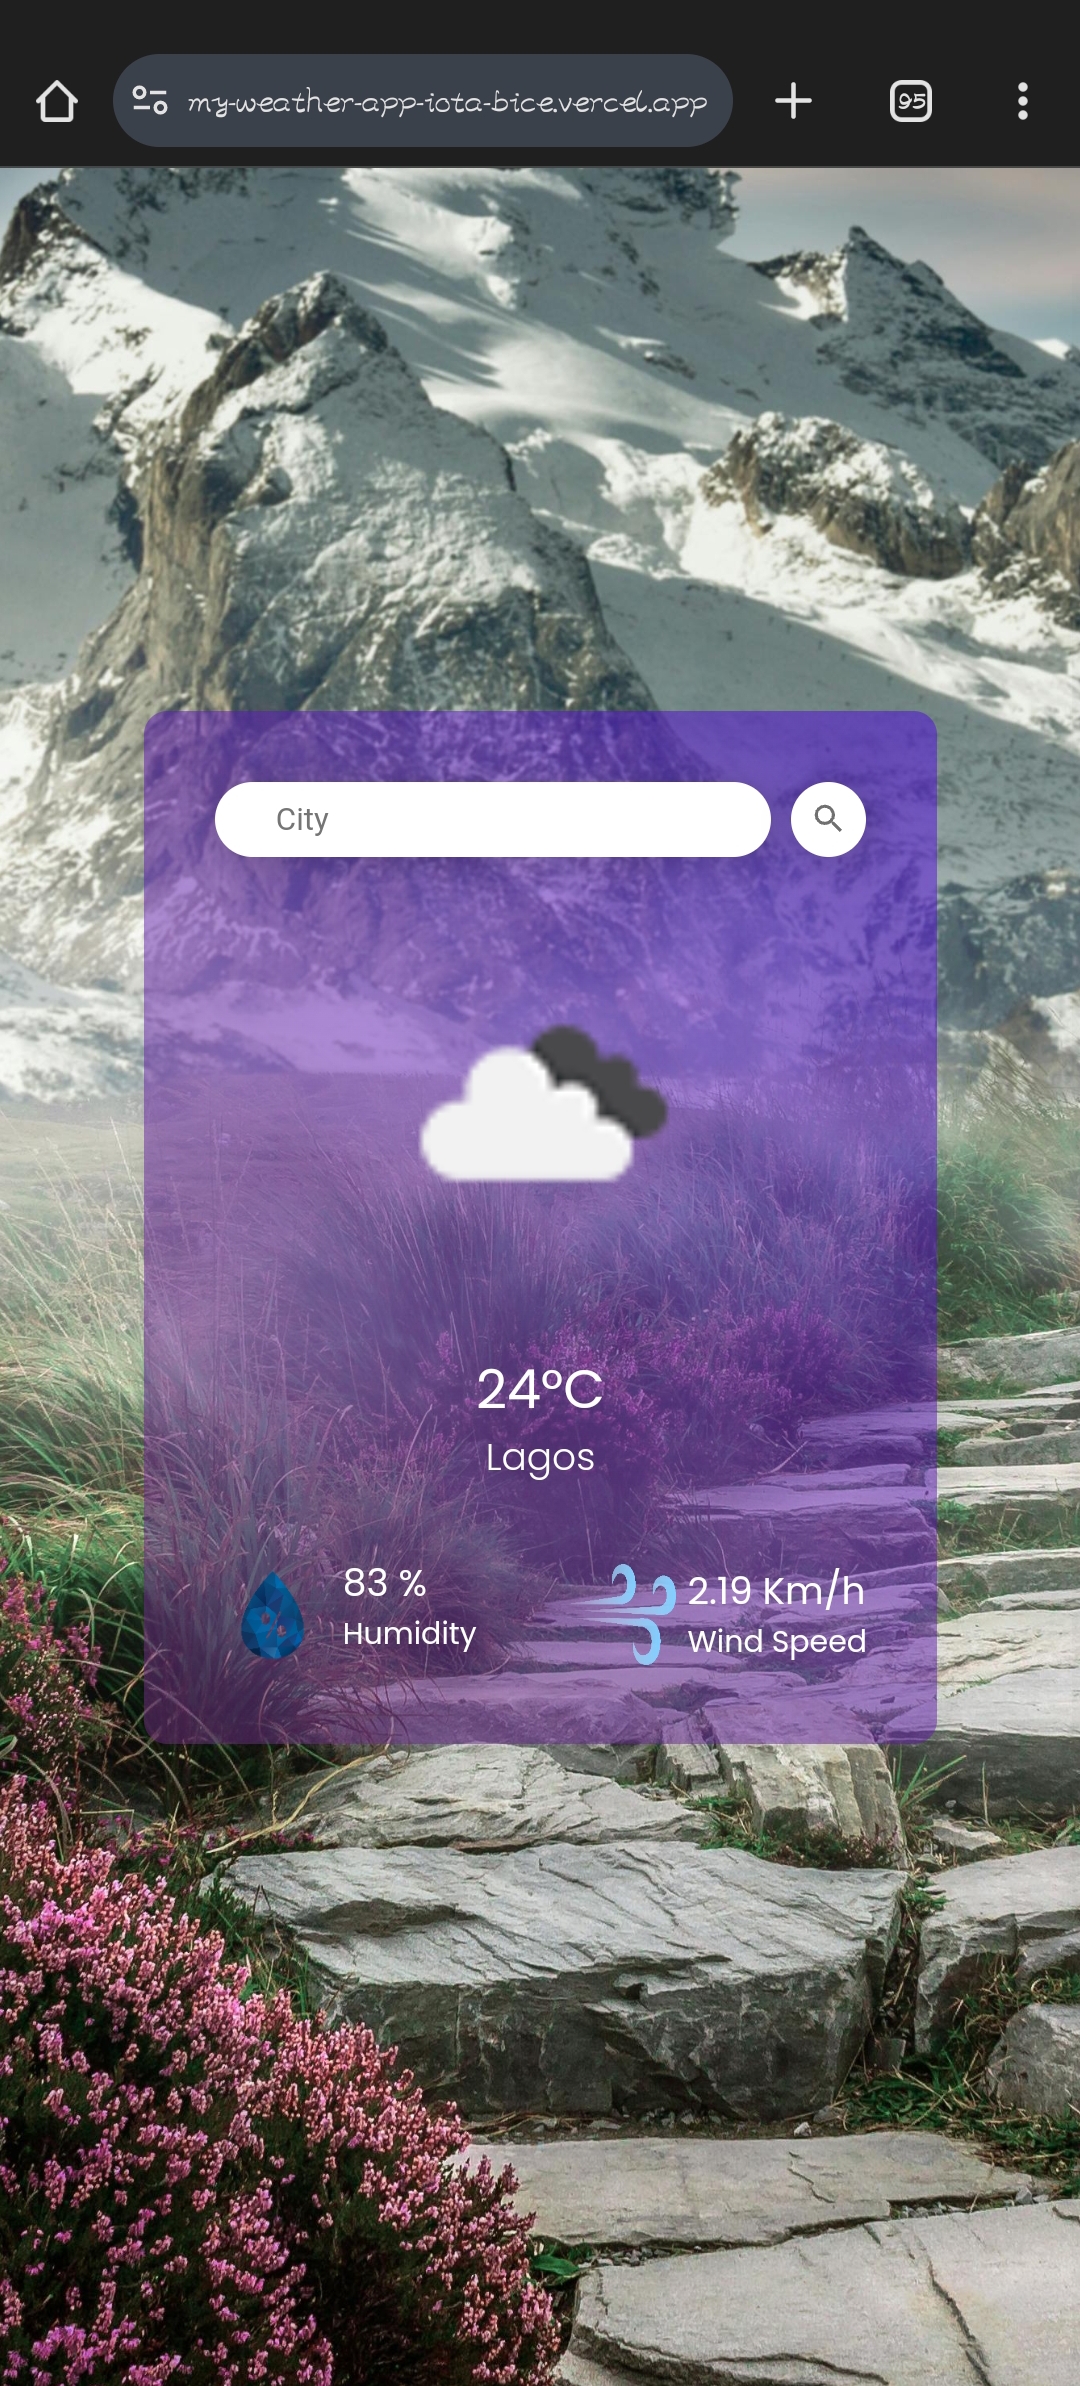 my-weather-app-iota-bice.vercel.app
95
City
24°C
Lagos
83 %
Humidity
2.19 Km/h
Wind Speed